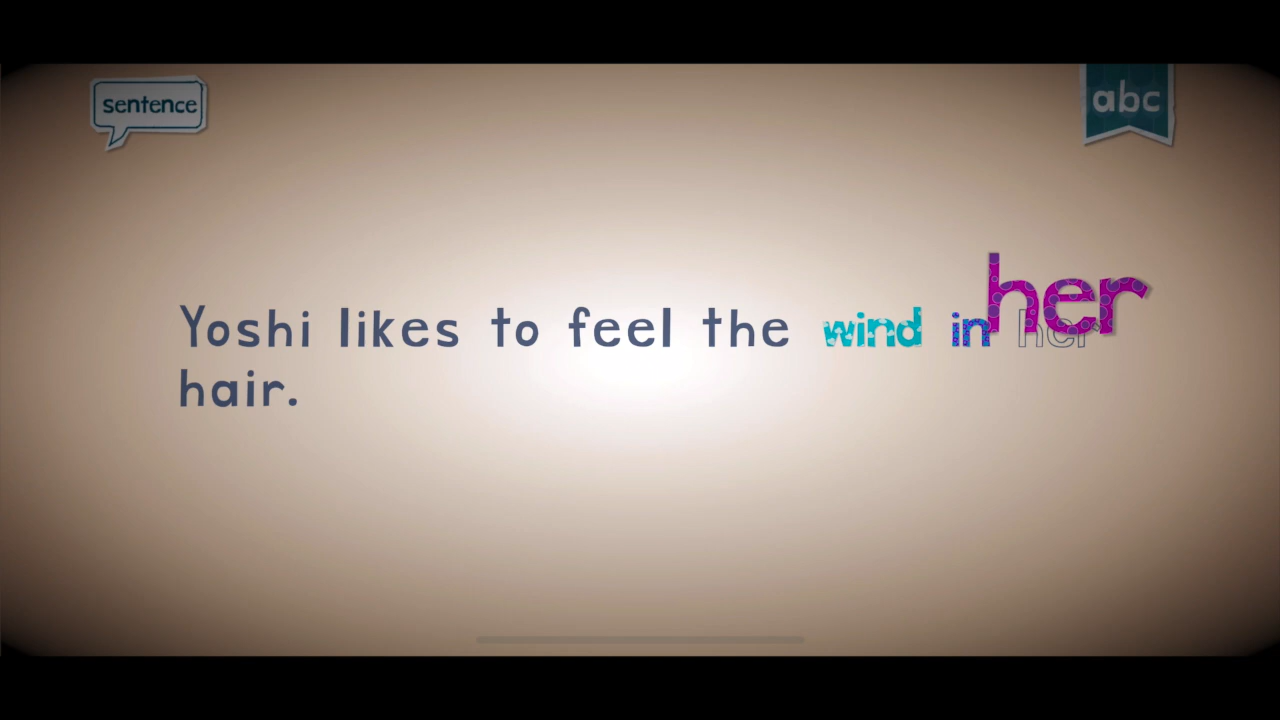 sentence
abc
Yoshi likes to feel the wind in her
hair.